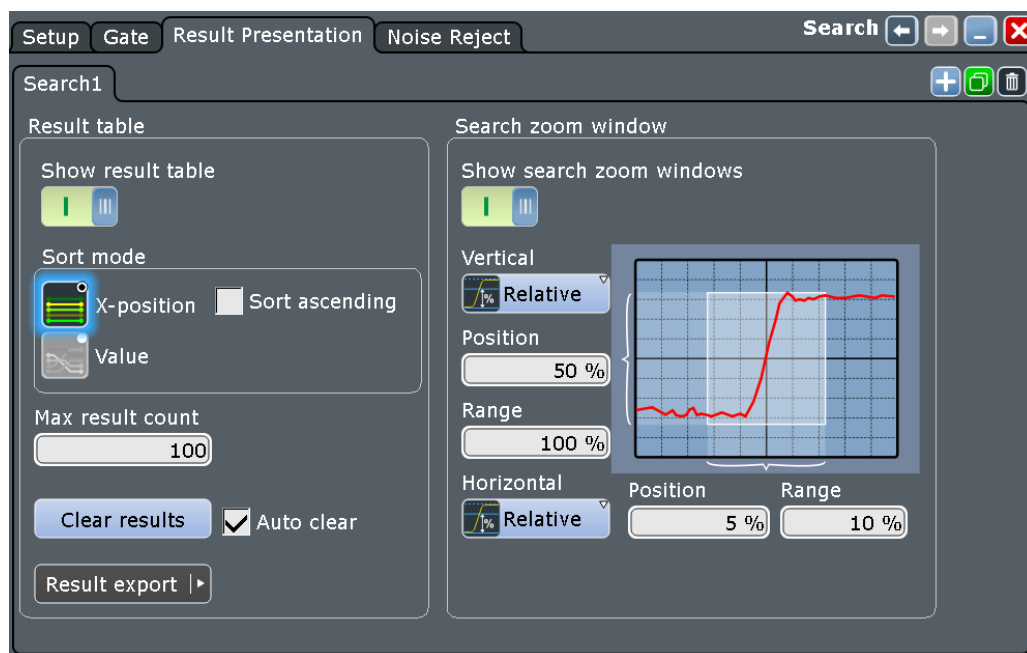 Setup Gate Result Presentation Noise Reject Search
Search1
Result table
Show result table
Sort mode
X-position Sort ascending
Value
Max result count
100
Clear results Auto clear
Result export
Search zoom window
Show search zoom windows
Vertical
% Relative
Position
50 %
Range
100 %
Horizontal
% Relative
Position
5 %
Range
10 %